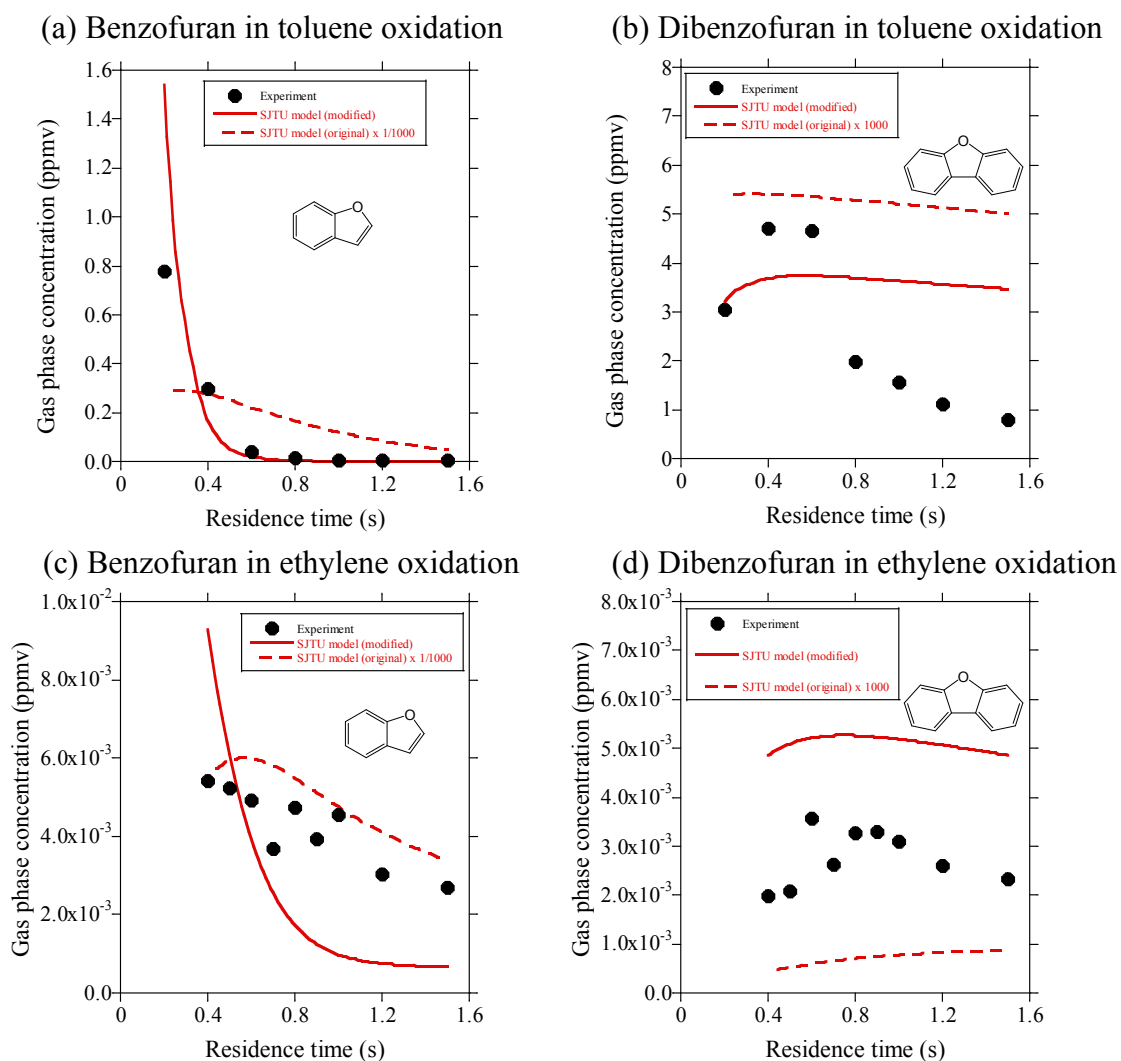 (a) Benzofuran in toluene oxidation
Gas phase concentration (ppmv)
1.6
1.4
1.2
1.0
0.8
0.6
0.4
0.2
0.0
Experiment
SJTU model (modified)
SJTU model (original) x 1/1000
O
0
0.4
0.8
1.2
1.6
Residence time (s)
(b) Dibenzofuran in toluene oxidation
Gas phase concentration (ppmv)
8
7
6
5
4
3
2
1
0
Experiment
SJTU model (modified)
SJTU model (original) x 1000
O
0
0.4
0.8
1.2
1.6
Residence time (s)
(c) Benzofuran in ethylene oxidation
Gas phase concentration (ppmv)
1.0x10-2
8.0x10-3
6.0x10-3
4.0x10-3
2.0x10-3
0.0
Experiment
SJTU model (modified)
SJTU model (original) x 1/1000
O
0
0.4
0.8
1.2
1.6
Residence time (s)
(d) Dibenzofuran in ethylene oxidation
Gas phase concentration (ppmv)
8.0x10-3
7.0x10-3
6.0x10-3
5.0x10-3
4.0x10-3
3.0x10-3
2.0x10-3
1.0x10-3
0.0
Experiment
SJTU model (modified)
SJTU model (original) x 1000
O
0
0.4
0.8
1.2
1.6
Residence time (s)